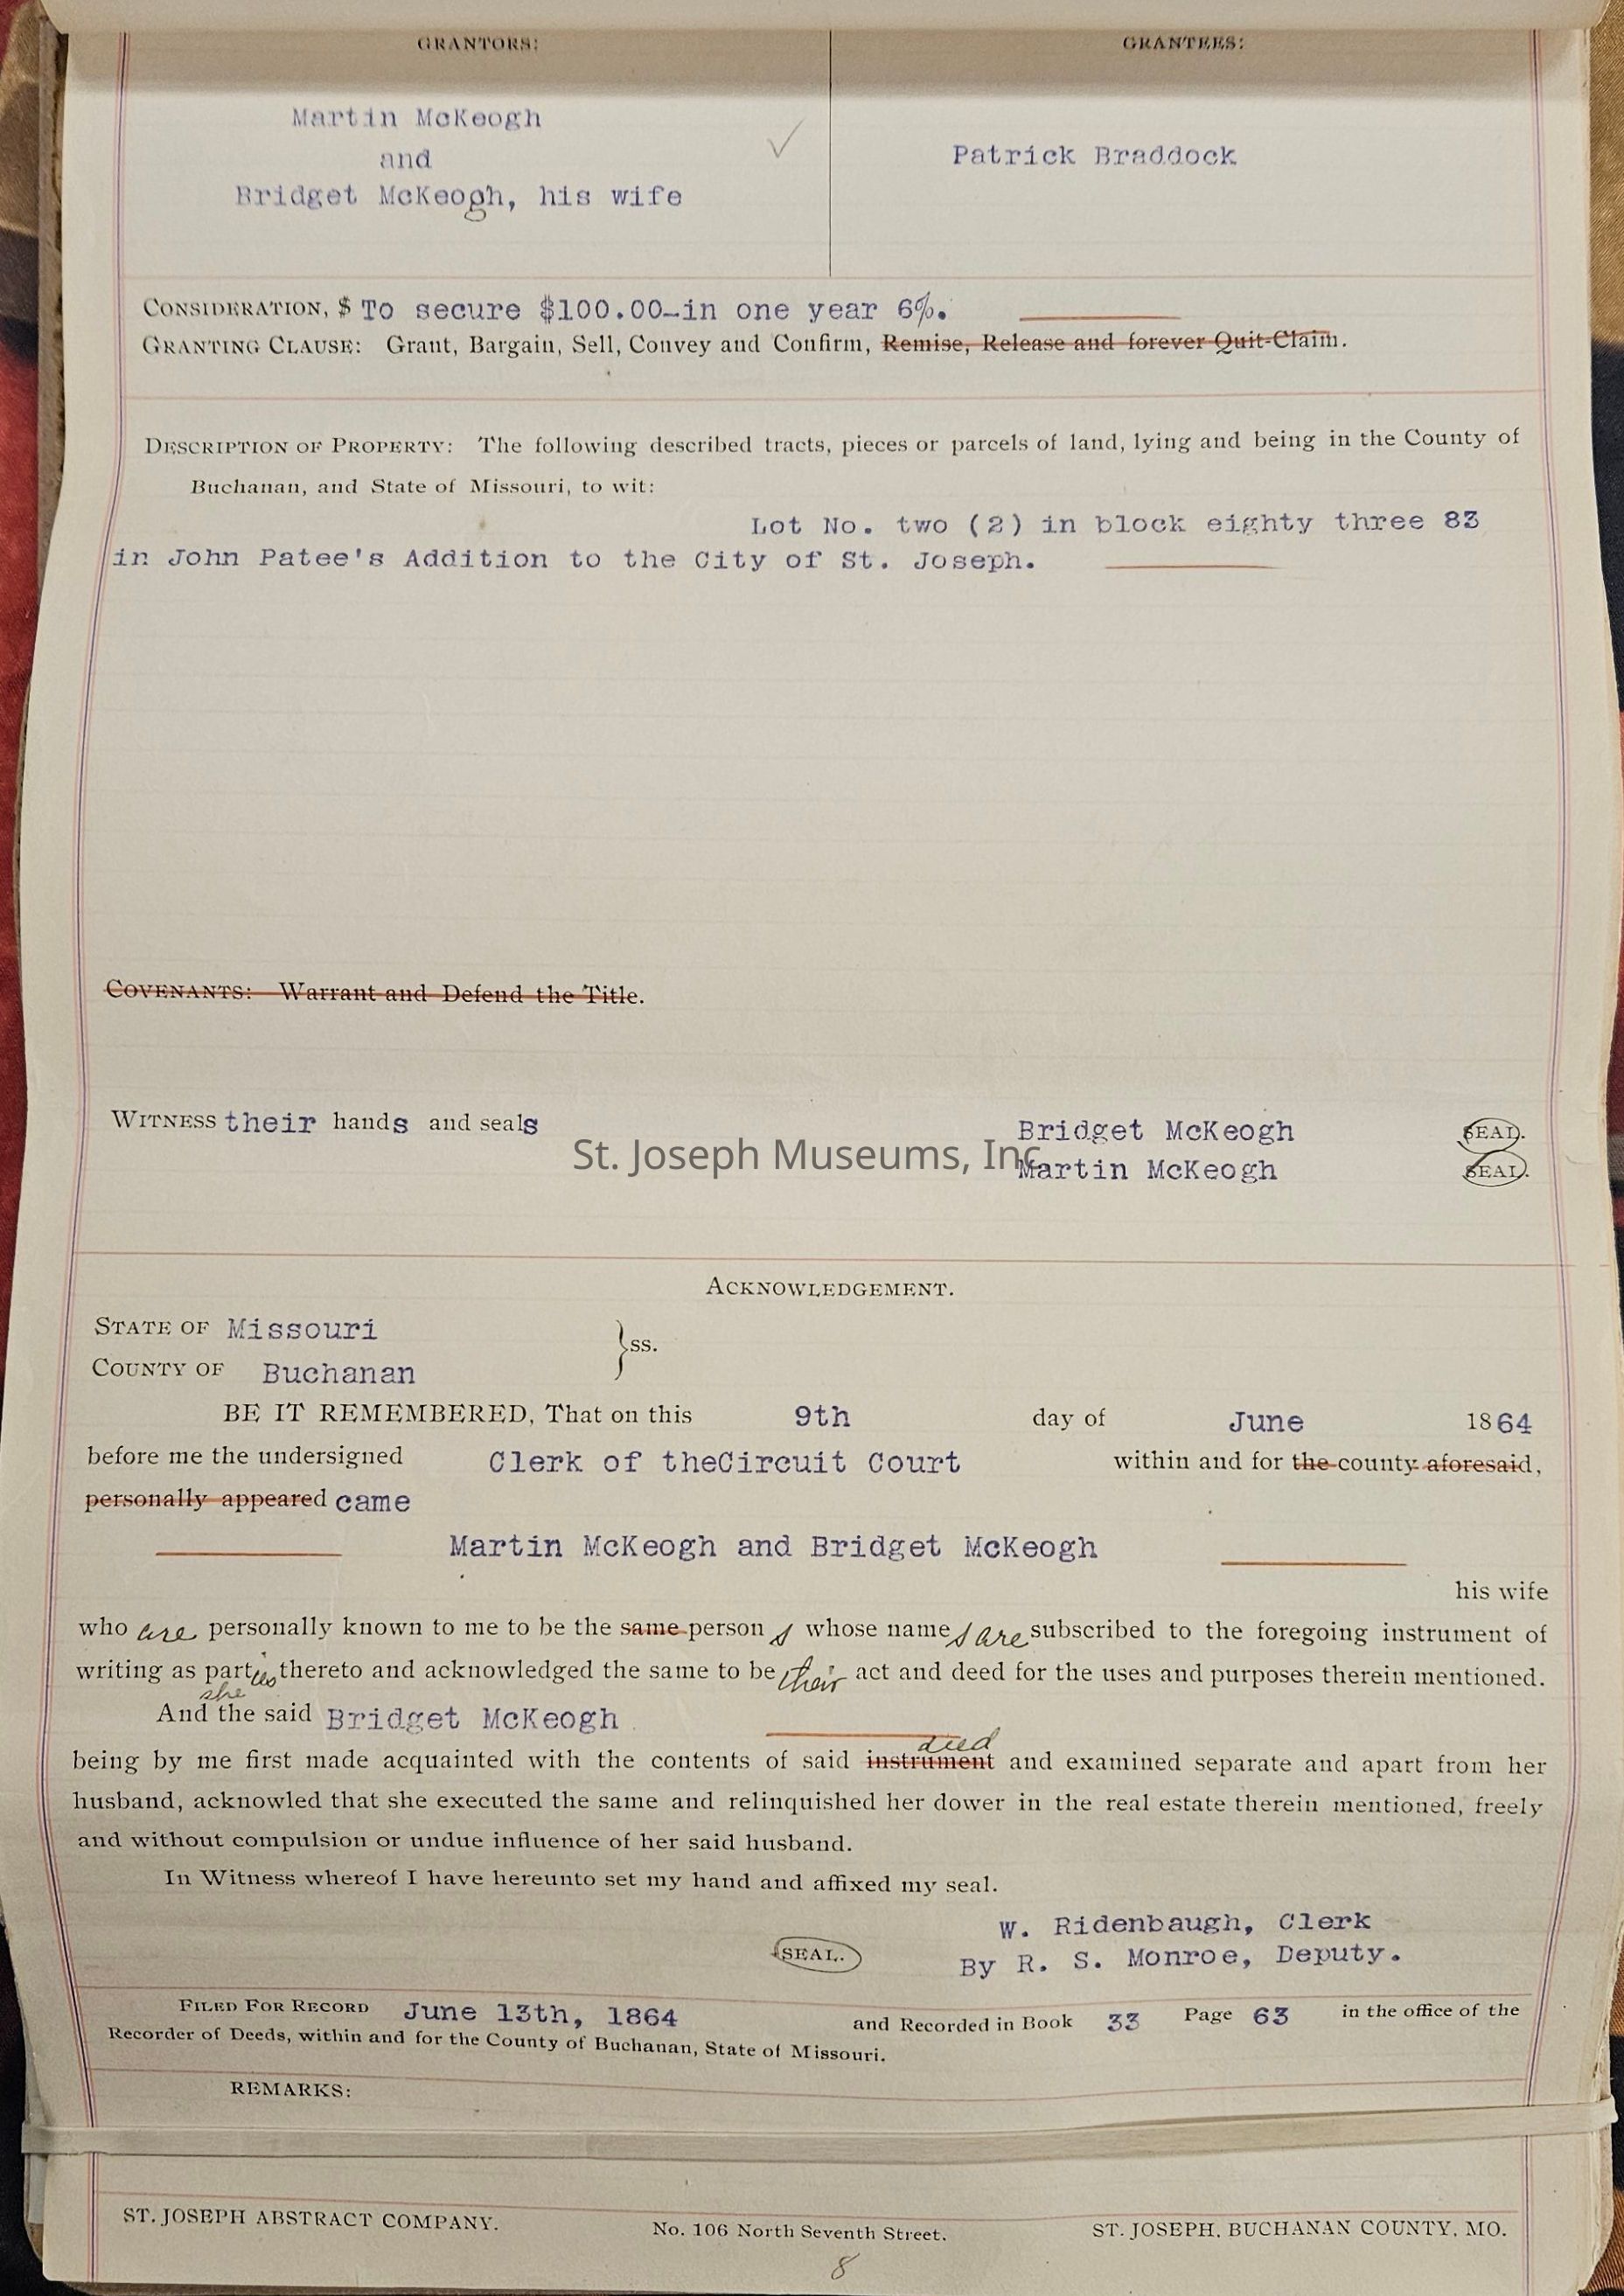 GRANTORS: GRANTEES:
Martin McKeogh
and
Bridget McKeogh, his wife
Patrick Braddock
CONSIDERATION, $ To secure $100.00-in one year 6%.
GRANTING CLAUSE: Grant, Bargain, Sell, Convey and Confirm, Remise, Release and forever Quit-Claim.
DESCRIPTION OF PROPERTY: The following described tracts, pieces or parcels of land, lying and being in the County of
Buchanan, and State of Missouri, to wit:
Lot No. two (2) in block eighty three 83
in John Patee's Addition to the City of St. Joseph.
COVENANTS: Warrant and Defend the Title.
WITNESS their hands and seals
Bridget McKeogh SEAL.
St. Joseph Museums, Inc.
Martin McKeogh SEAL.
ACKNOWLEDGEMENT.
STATE OF Missouri
COUNTY OF Buchanan
}ss.
BE IT REMEMBERED, That on this 9th day of June 1864
before me the undersigned Clerk of theCircuit Court within and for the county aforesaid,
personally appeared came
Martin McKeogh and Bridget McKeogh
his wife
who are personally known to me to be the same person s whose name s are subscribed to the foregoing instrument of
writing as parties thereto and acknowledged the same to be their act and deed for the uses and purposes therein mentioned.
she
And the said Bridget McKeogh
deed
being by me first made acquainted with the contents of said instrument and examined separate and apart from her
husband, acknowled that she executed the same and relinquished her dower in the real estate therein mentioned, freely
and without compulsion or undue influence of her said husband.
In Witness whereof I have hereunto set my hand and affixed my seal.
W. Ridenbaugh, Clerk
SEAL. By R. S. Monroe, Deputy.
FILED FOR RECORD June 13th, 1864 and Recorded in Book 33 Page 63 in the office of the
Recorder of Deeds, within and for the County of Buchanan, State of Missouri.
REMARKS:
ST. JOSEPH ABSTRACT COMPANY. No. 106 North Seventh Street. ST. JOSEPH, BUCHANAN COUNTY, MO.
8